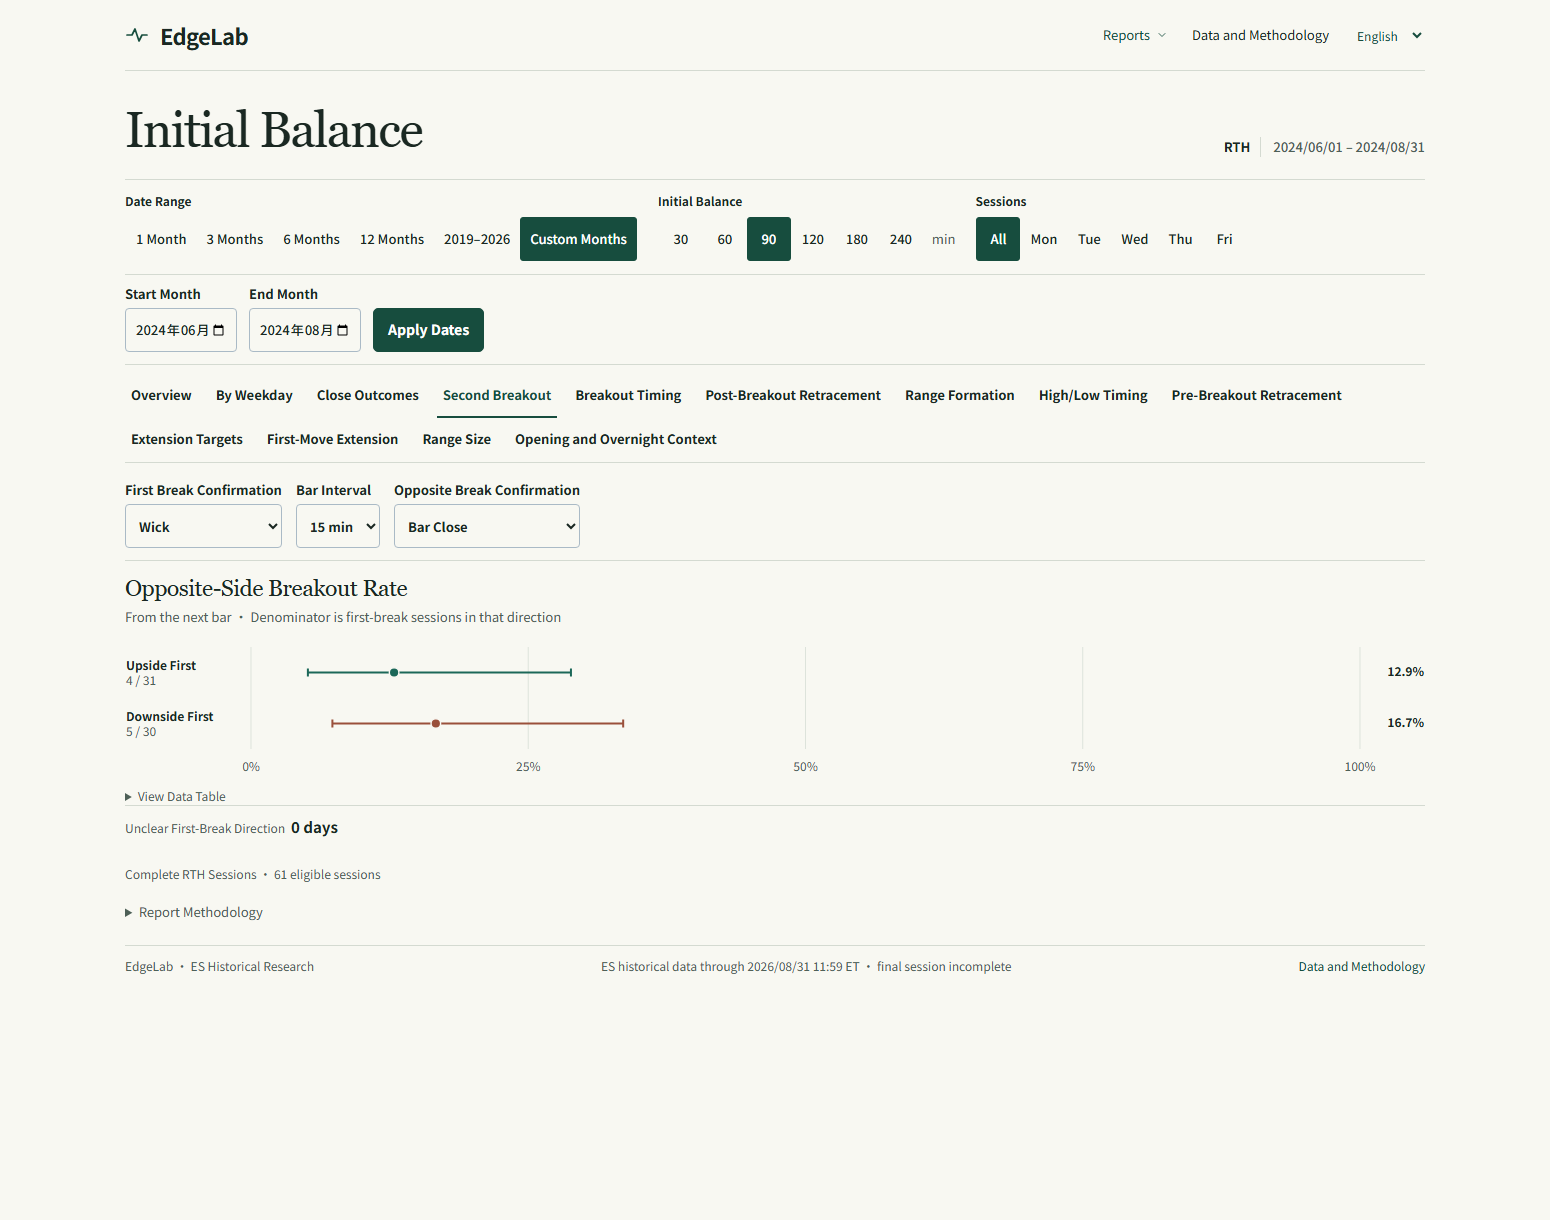 EdgeLab
Reports
Data and Methodology
English
Initial Balance
RTH
2024/06/01 – 2024/08/31
Date Range
Initial Balance
Sessions
1 Month 3 Months 6 Months 12 Months 2019–2026 Custom Months
30 60 90 120 180 240 min
All Mon Tue Wed Thu Fri
Start Month End Month
2024年06月 2024年08月 Apply Dates
Overview By Weekday Close Outcomes Second Breakout Breakout Timing Post-Breakout Retracement Range Formation High/Low Timing Pre-Breakout Retracement
Extension Targets First-Move Extension Range Size Opening and Overnight Context
First Break Confirmation Bar Interval Opposite Break Confirmation
Wick 15 min Bar Close
Opposite-Side Breakout Rate
From the next bar • Denominator is first-break sessions in that direction
Upside First
4 / 31
12.9%
Downside First
5 / 30
16.7%
0% 25% 50% 75% 100%
View Data Table
Unclear First-Break Direction 0 days
Complete RTH Sessions • 61 eligible sessions
Report Methodology
EdgeLab • ES Historical Research
ES historical data through 2026/08/31 11:59 ET • final session incomplete
Data and Methodology